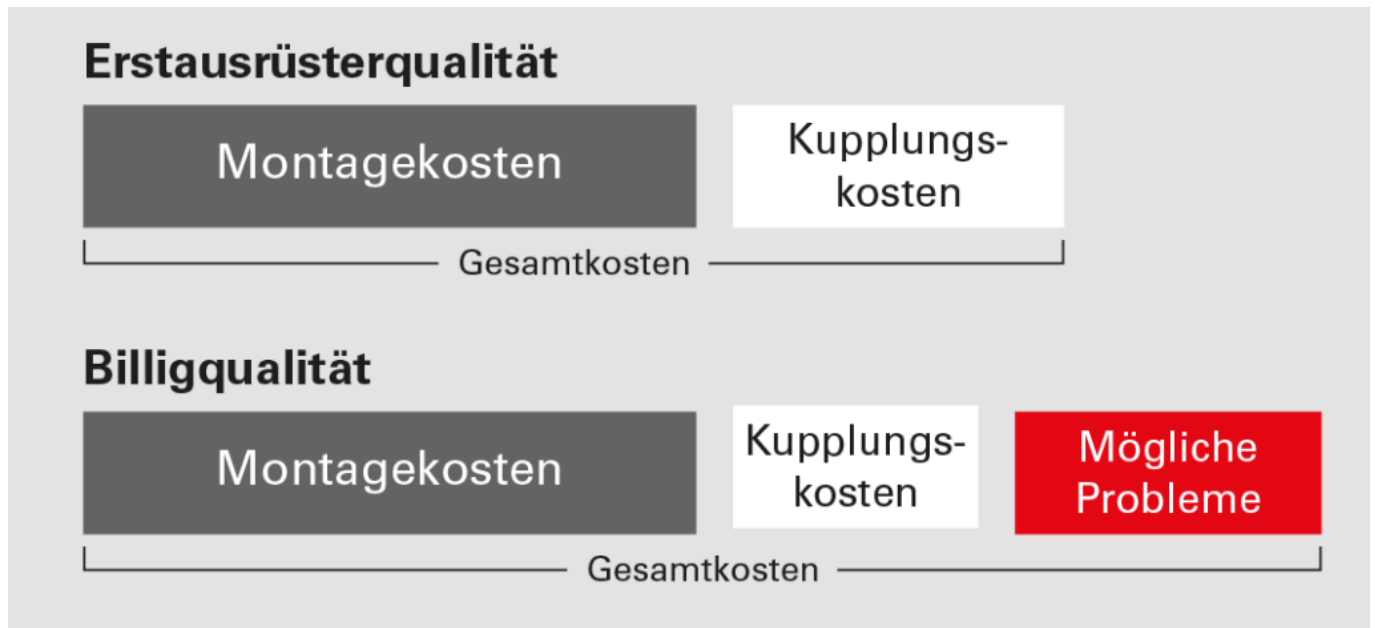 Erstausrüsterqualität
Montagekosten
Kupplungs-
kosten
Gesamtkosten
Billigqualität
Montagekosten
Kupplungs-
kosten
Mögliche
Probleme
Gesamtkosten